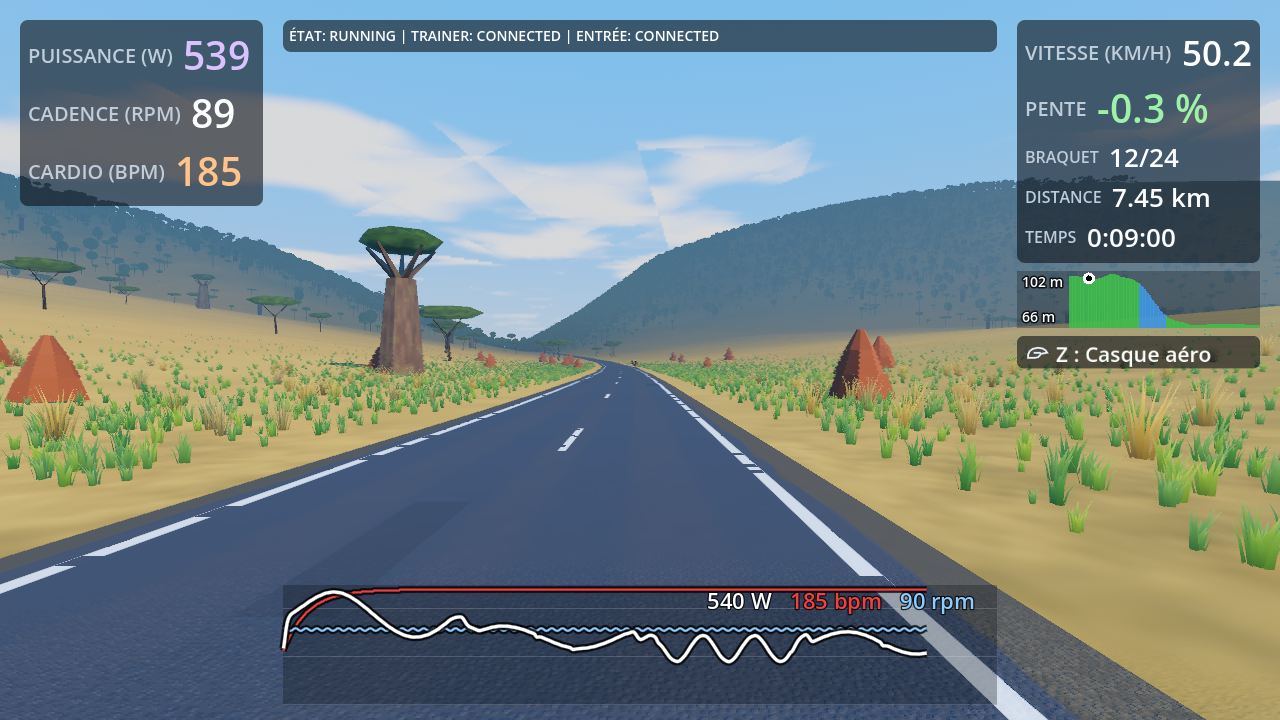 PUISSANCE (W) 539
CADENCE (RPM) 89
CARDIO (BPM) 185
ÉTAT: RUNNING | TRAINER: CONNECTED | ENTRÉE: CONNECTED
VITESSE (KM/H) 50.2
PENTE -0.3 %
BRAQUET 12/24
DISTANCE 7.45 km
TEMPS 0:09:00
102 m
66 m
Z : Casque aéro
540 W 185 bpm 90 rpm